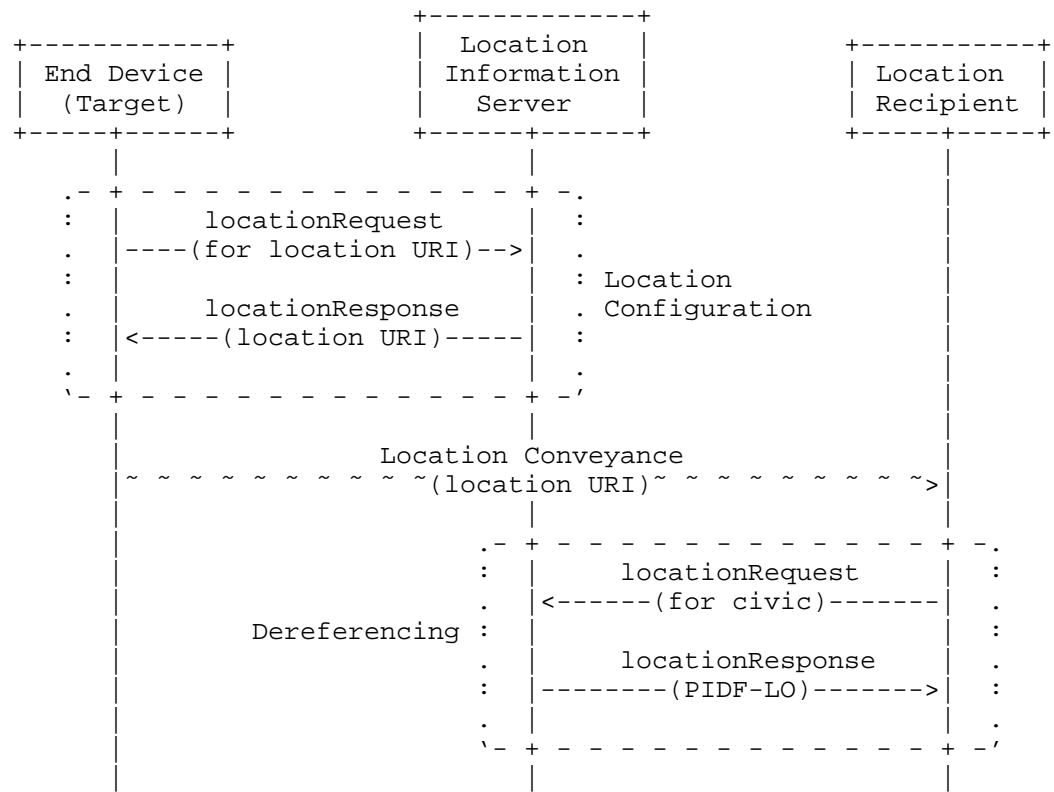 Location
End Device Information Location
(Target) Server Recipient
locationRequest
(for location URI)
Location
locationResponse Configuration
(location URI)
Location Conveyance
(location URI)
locationRequest
(for civic)
Dereferencing
locationResponse
(PIDF-LO)